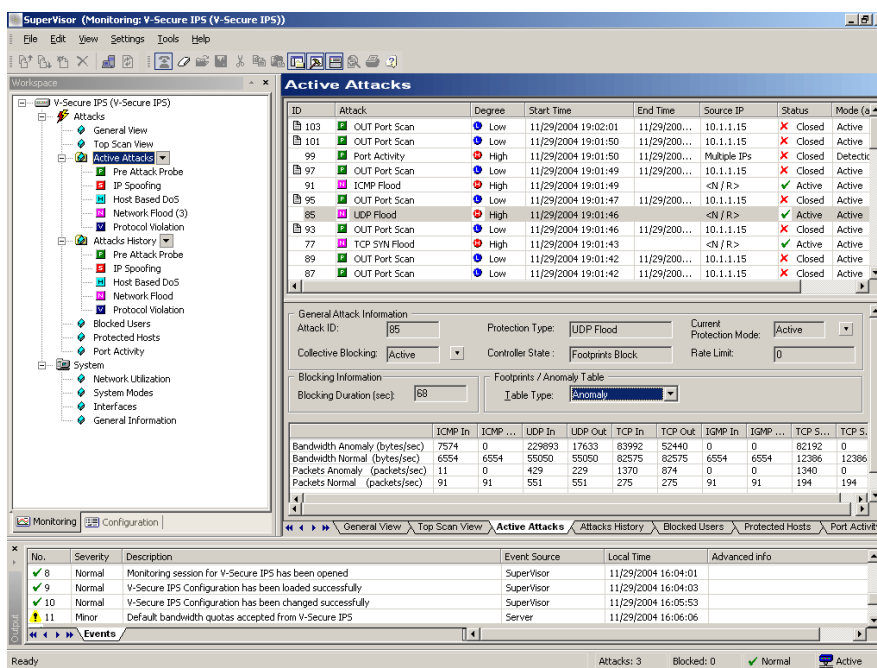 SuperVisor (Monitoring: V-Secure IPS (V-Secure IPS))
File Edit View Settings Tools Help
Workspace
V-Secure IPS (V-Secure IPS)
Attacks
General View
Top Scan View
Active Attacks
P Pre Attack Probe
S IP Spoofing
H Host Based DoS
N Network Flood (3)
V Protocol Violation
Attacks History
P Pre Attack Probe
S IP Spoofing
H Host Based DoS
N Network Flood
V Protocol Violation
Blocked Users
Protected Hosts
Port Activity
System
Network Utilization
System Modes
Interfaces
General Information
Monitoring Configuration
Active Attacks
ID Attack Degree Start Time End Time Source IP Status Mode (a
103 P OUT Port Scan L Low 11/29/2004 19:02:01 11/29/200... 10.1.1.15 Closed Active
101 P OUT Port Scan L Low 11/29/2004 19:01:50 11/29/200... 10.1.1.15 Closed Active
99 P Port Activity H High 11/29/2004 19:01:50 11/29/200... Multiple IPs Closed Detectic
97 P OUT Port Scan L Low 11/29/2004 19:01:49 11/29/200... 10.1.1.15 Closed Active
91 N ICMP Flood H High 11/29/2004 19:01:49 <N / R> Active Active
95 P OUT Port Scan L Low 11/29/2004 19:01:47 11/29/200... 10.1.1.15 Closed Active
85 N UDP Flood H High 11/29/2004 19:01:46 <N / R> Active Active
93 P OUT Port Scan L Low 11/29/2004 19:01:46 11/29/200... 10.1.1.15 Closed Active
77 N TCP SYN Flood H High 11/29/2004 19:01:43 <N / R> Active Active
89 P OUT Port Scan L Low 11/29/2004 19:01:42 11/29/200... 10.1.1.15 Closed Active
87 P OUT Port Scan L Low 11/29/2004 19:01:42 11/29/200... 10.1.1.15 Closed Active
General Attack Information
Attack ID: 85 Protection Type: UDP Flood Current Protection Mode: Active
Collective Blocking: Active Controller State : Footprints Block Rate Limit: 0
Blocking Information Footprints / Anomaly Table
Blocking Duration (sec): 68 Table Type: Anomaly
ICMP In ICMP ... UDP In UDP Out TCP In TCP Out IGMP In IGMP ... TCP S... TCP S.
Bandwidth Anomaly (bytes/sec) 7574 0 229893 17633 83992 52440 0 0 82192 0
Bandwidth Normal (bytes/sec) 6554 6554 55050 55050 82575 82575 6554 6554 12386 12386
Packets Anomaly (packets/sec) 11 0 429 229 1370 874 0 0 1340 0
Packets Normal (packets/sec) 91 91 551 551 275 275 91 91 194 194
General View Top Scan View Active Attacks Attacks History Blocked Users Protected Hosts Port Activit
Output
No. Severity Description Event Source Local Time Advanced info
8 Normal Monitoring session for V-Secure IPS has been opened SuperVisor 11/29/2004 16:04:01
9 Normal V-Secure IPS Configuration has been loaded successfully SuperVisor 11/29/2004 16:04:03
10 Normal V-Secure IPS Configuration has been changed successfully SuperVisor 11/29/2004 16:05:53
11 Minor Default bandwidth quotas accepted from V-Secure IPS Server 11/29/2004 16:06:06
Events
Ready Attacks: 3 Blocked: 0 Normal Active